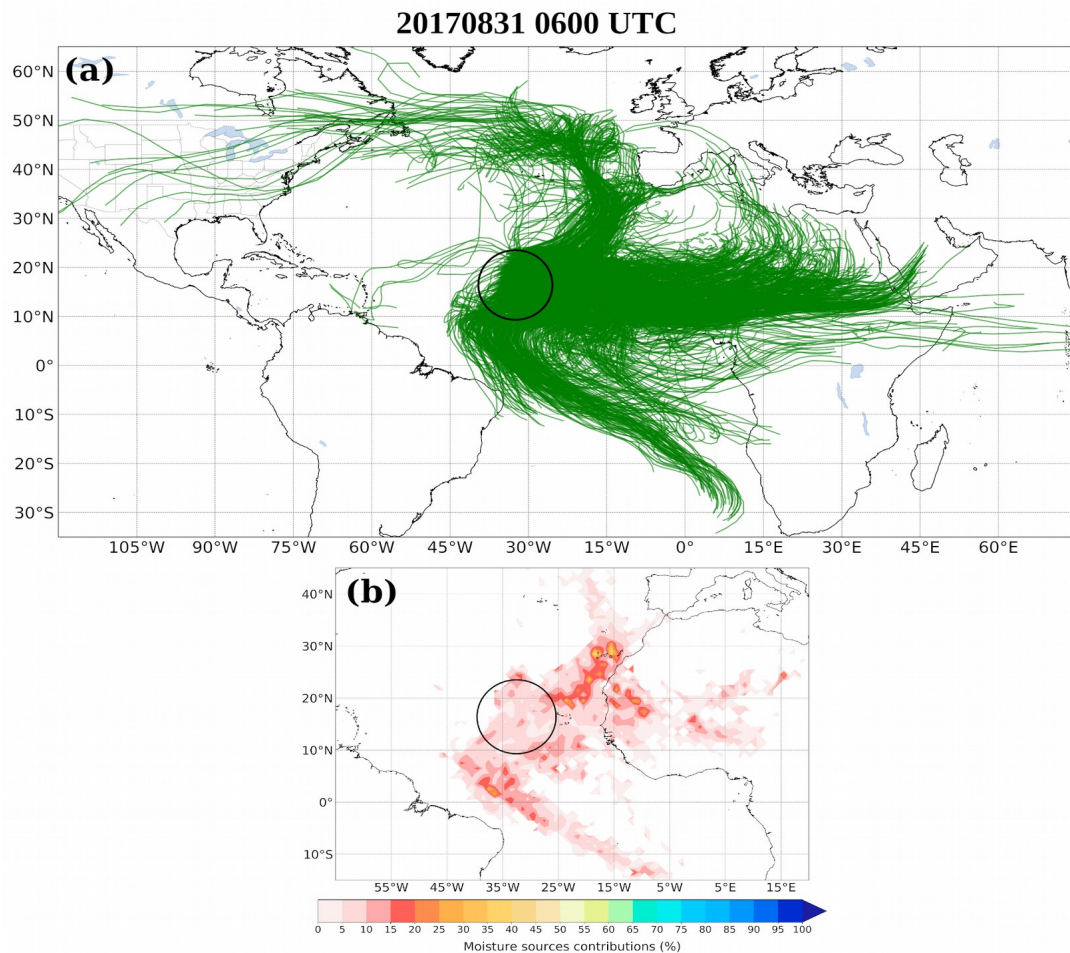 20170831 0600 UTC
(a)
60°N
50°N
40°N
30°N
20°N
10°N
0°
10°S
20°S
30°S
105°W 90°W 75°W 60°W 45°W 30°W 15°W 0° 15°E 30°E 45°E 60°E
(b)
40°N
30°N
20°N
10°N
0°
10°S
55°W 45°W 35°W 25°W 15°W 5°W 5°E 15°E
0 5 10 15 20 25 30 35 40 45 50 55 60 65 70 75 80 85 90 95 100
Moisture sources contributions (%)